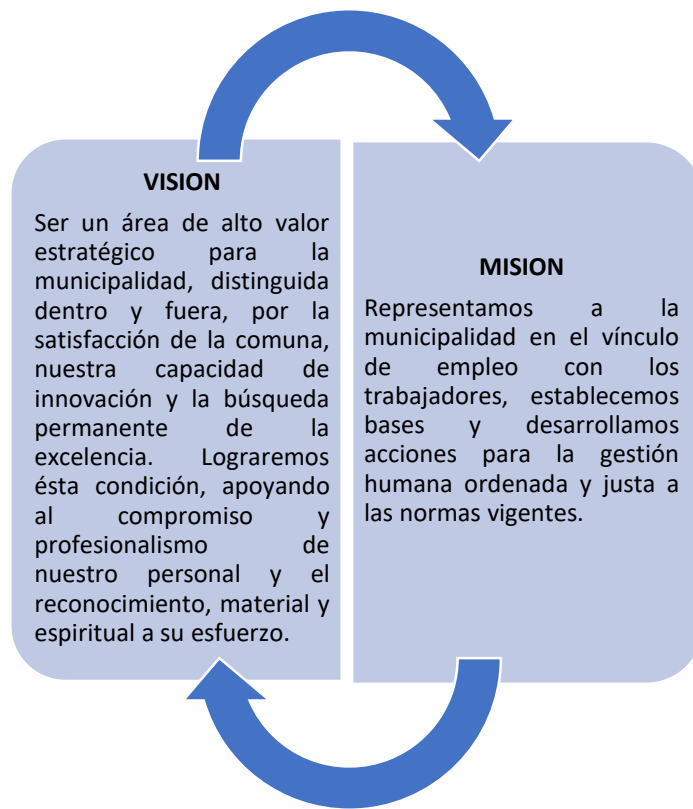 VISION
Ser un área de alto valor
estratégico para la
municipalidad, distinguida
dentro y fuera, por la
satisfacción de la comuna,
nuestra capacidad de
innovación y la búsqueda
permanente de la
excelencia. Lograremos
ésta condición, apoyando
al compromiso y
profesionalismo de
nuestro personal y el
reconocimiento, material y
espiritual a su esfuerzo.
MISION
Representamos a la
municipalidad en el vínculo
de empleo con los
trabajadores, establecemos
bases y desarrollamos
acciones para la gestión
humana ordenada y justa a
las normas vigentes.